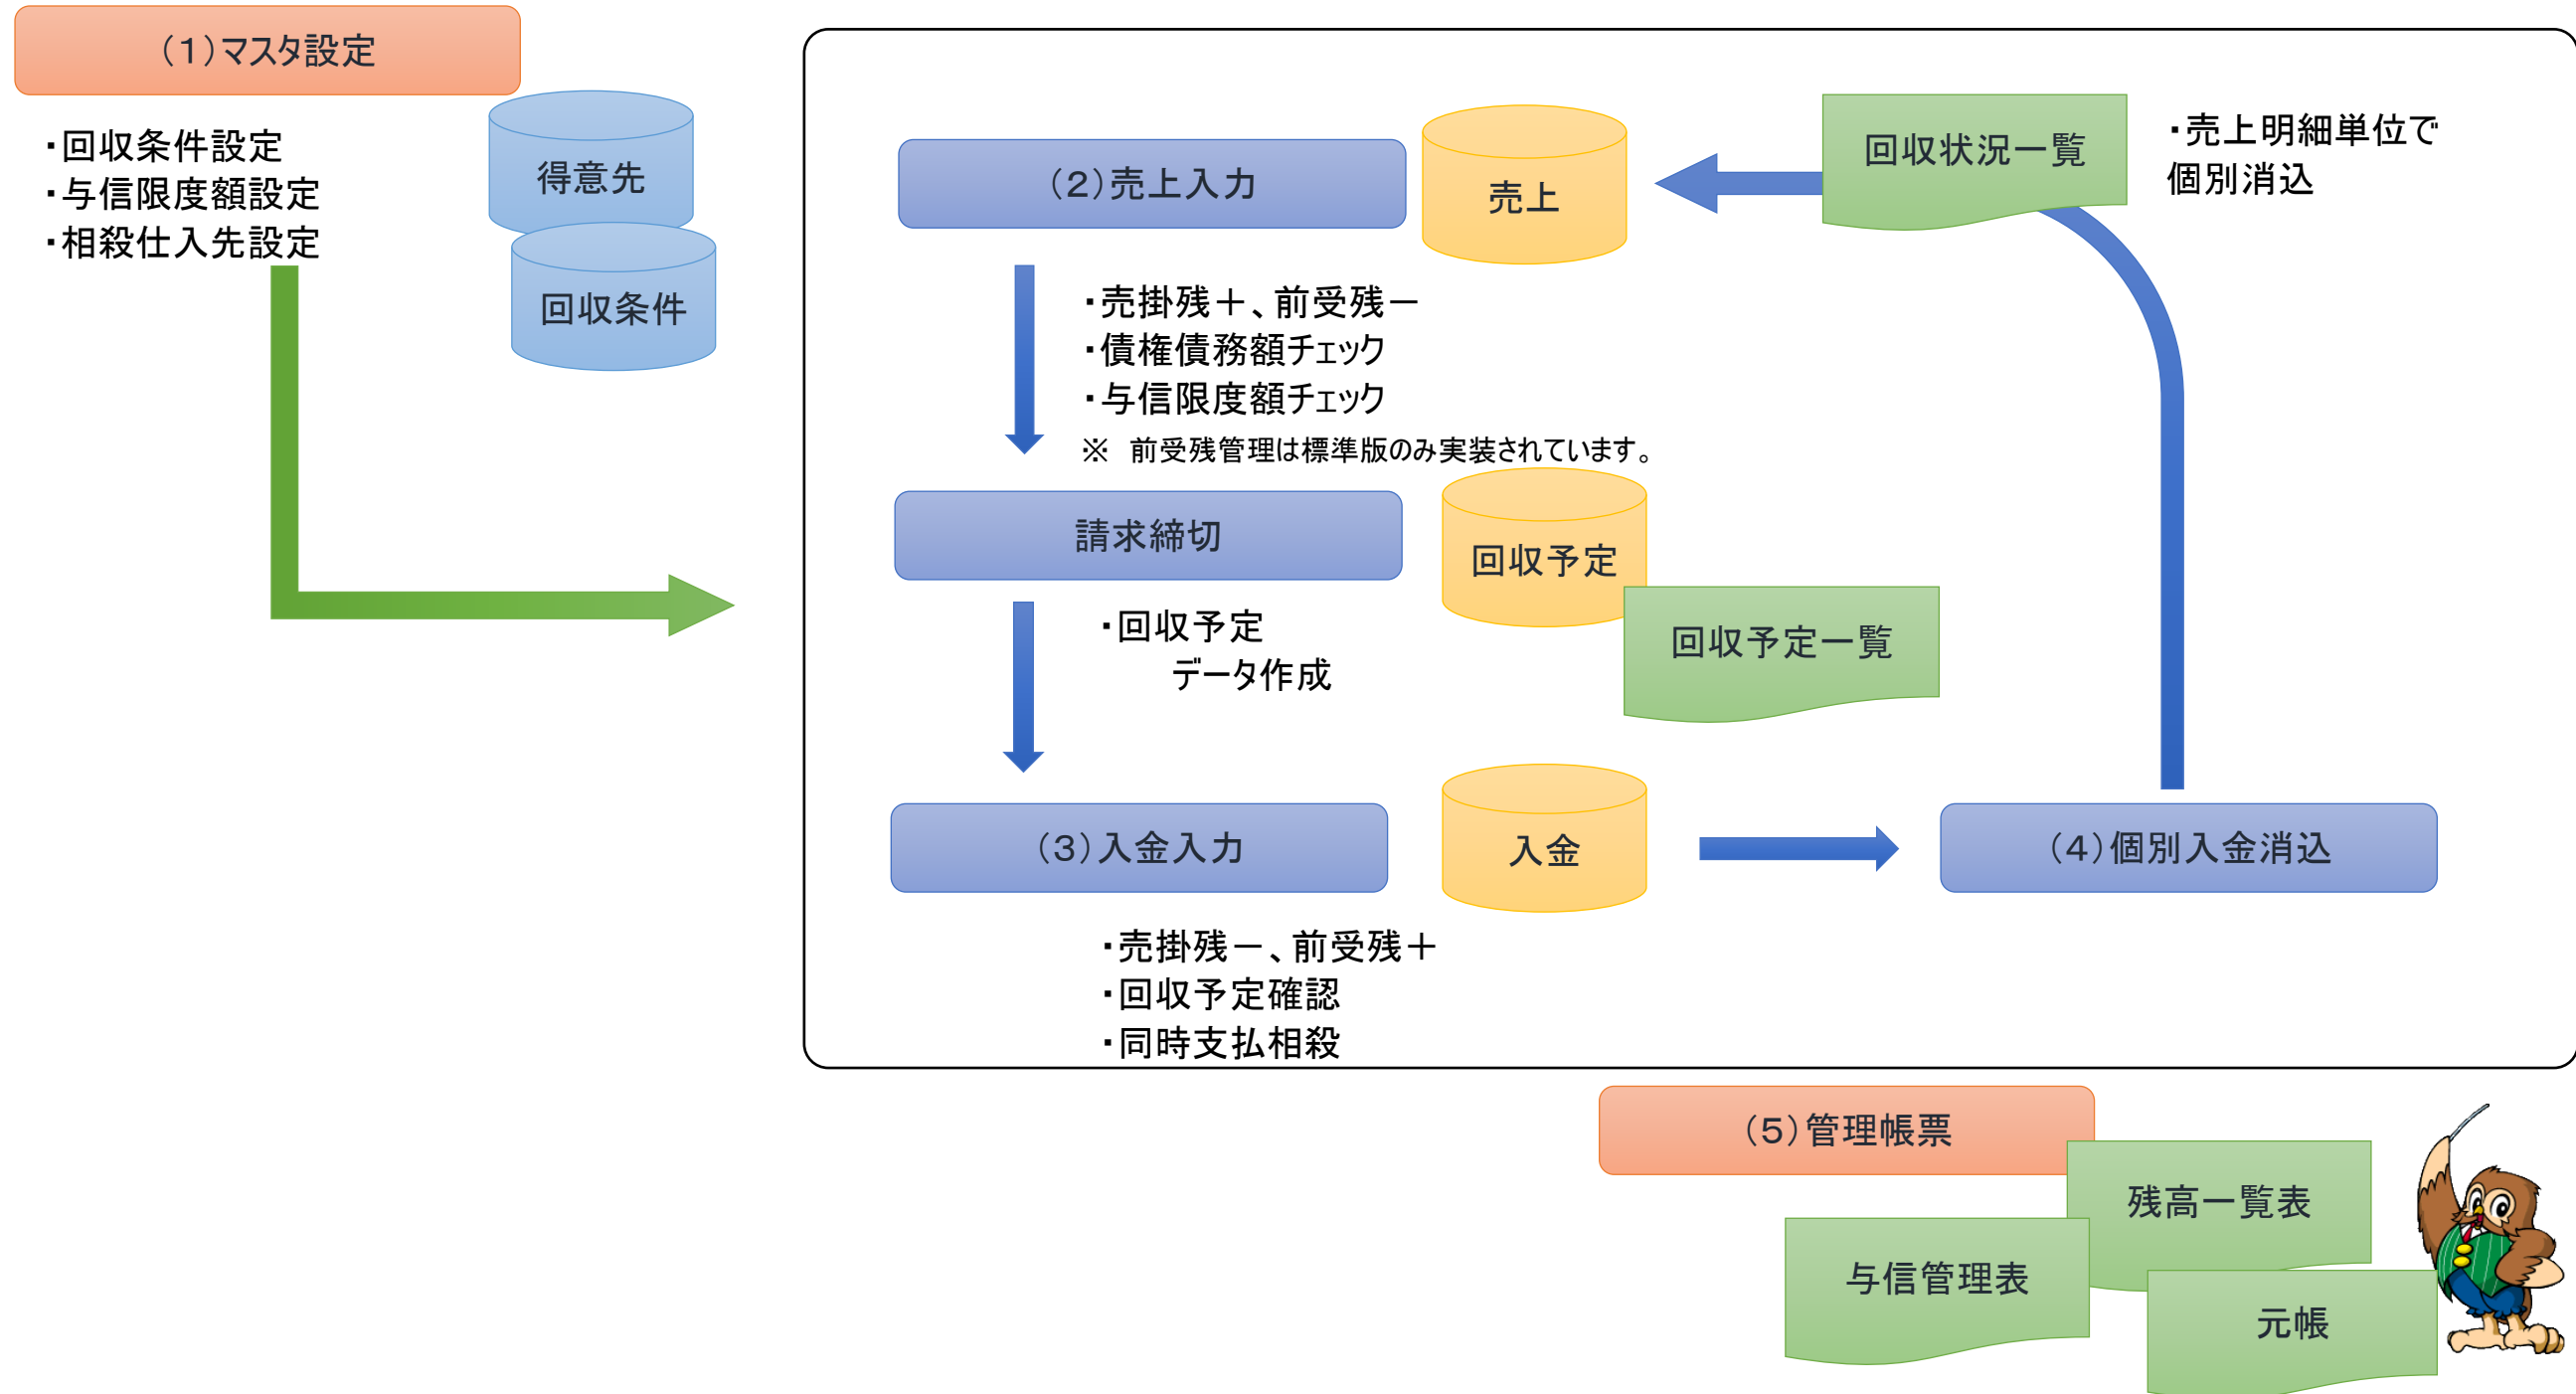 （１）マスタ設定
・回収条件設定
・与信限度額設定
・相殺仕入先設定
得意先
回収条件
（２）売上入力
売上
回収状況一覧
・売上明細単位で
個別消込
・売掛残＋、前受残－
・債権債務額チェック
・与信限度額チェック
※　前受残管理は標準版のみ実装されています。
請求締切
回収予定
回収予定一覧
・回収予定
データ作成
（３）入金入力
入金
（４）個別入金消込
・売掛残－、前受残＋
・回収予定確認
・同時支払相殺
（５）管理帳票
残高一覧表
与信管理表
元帳